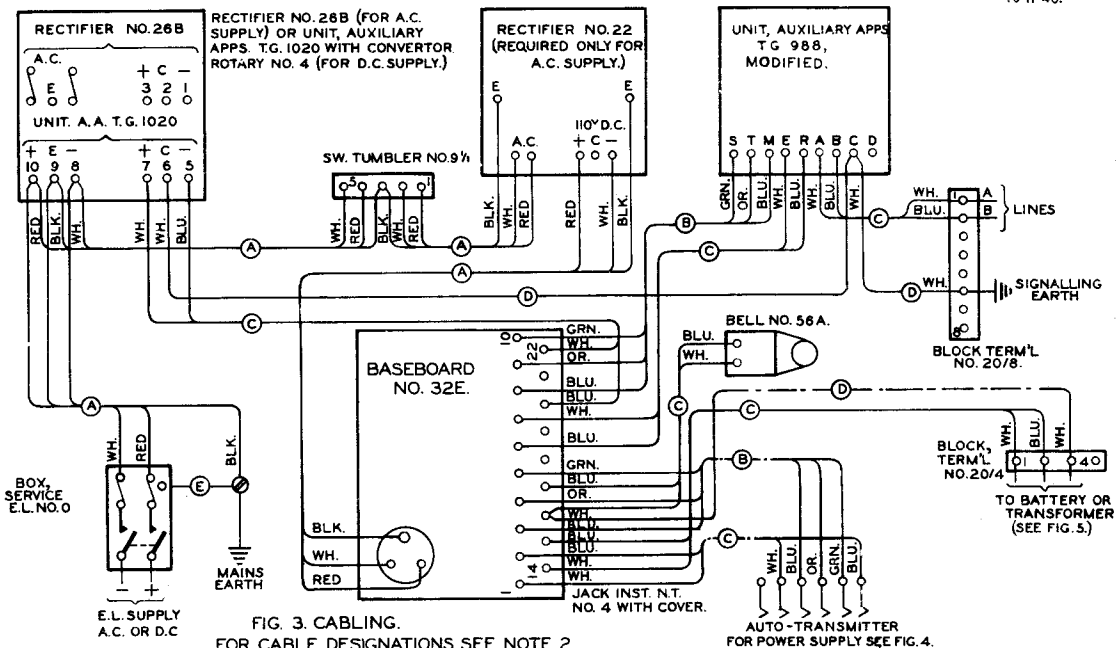 RECTIFIER NO.26B
A.C.
E
+ C −
3 2 1
UNIT. A.A. T.G. 1020
+ E − + C −
10 9 8 7 6 5
RED BLK. WH. WH. WH. BLU.
RECTIFIER NO.26B (FOR A.C.
SUPPLY) OR UNIT, AUXILIARY
APPS. T.G. 1020 WITH CONVERTOR
ROTARY NO. 4 (FOR D.C. SUPPLY.)
SW. TUMBLER NO.9 1/1
5 1
WH. RED BLK. WH. RED
RECTIFIER NO.22
(REQUIRED ONLY FOR
A.C. SUPPLY.)
E E
110V D.C.
A.C. + C −
BLK. WH. RED RED WH. BLK.
UNIT, AUXILIARY APPS
TG 988,
MODIFIED.
S T M E R A B C D
GRN. OR. BLU. WH. BLU. WH. BLU. WH.
A A A B C D C
WH. 1 A
BLU. B
LINES
C
D WH.
SIGNALLING
EARTH
8
BLOCK TERM'L
NO. 20/8.
BELL NO. 56A.
BLU.
WH.
C
BASEBOARD
NO. 32E.
10
22
14
1
GRN.
WH.
OR.
BLU.
BLU.
WH.
BLU.
GRN.
BLU.
OR.
WH.
BLU.
BLU.
BLU.
WH.
WH.
JACK INST. N.T.
NO. 4 WITH COVER.
BLK.
WH.
RED
D
C
B
C
WH. BLU. WH.
BLOCK,
TERM'L
NO.20/4
1 4
TO BATTERY OR
TRANSFORMER
(SEE FIG.5.)
WH. BLU. OR. GRN. BLU.
AUTO-TRANSMITTER
FOR POWER SUPPLY SEE FIG. 4.
A
WH. RED BLK.
BOX,
SERVICE
E.L. NO. 0
E
MAINS
EARTH
− +
E.L. SUPPLY
A.C. OR D.C
FIG. 3. CABLING.
FOR CABLE DESIGNATIONS SEE NOTE 2